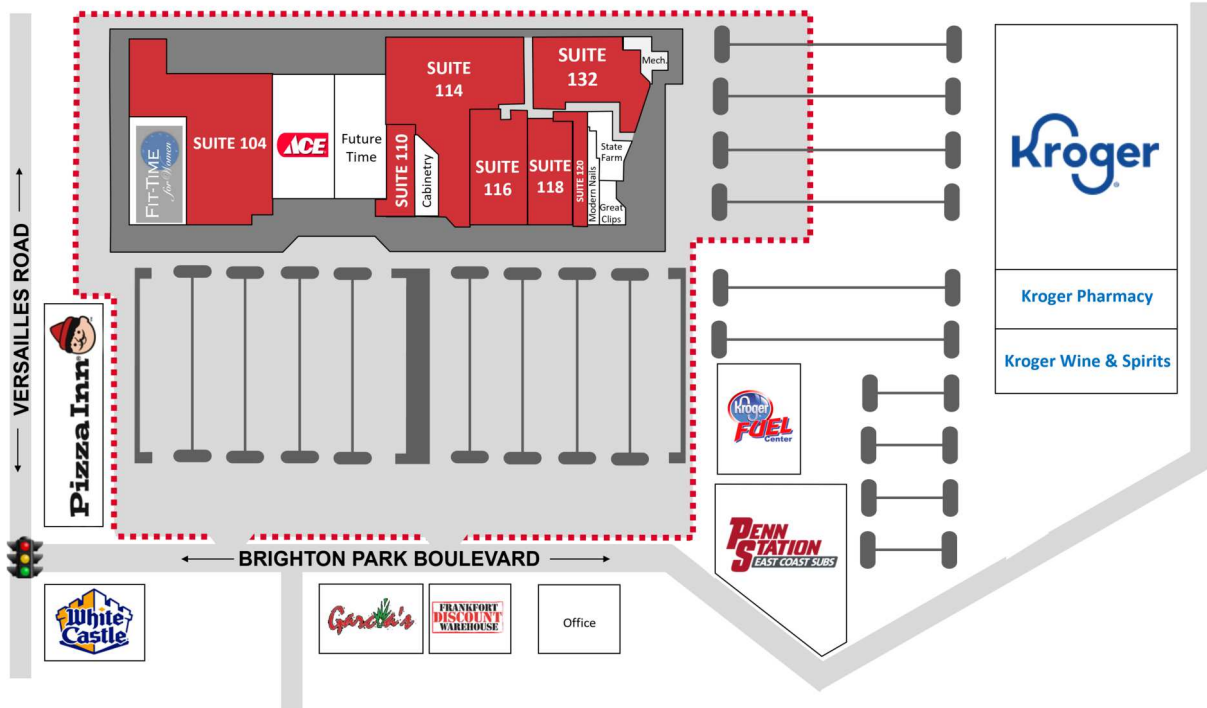 SUITE 104
FIT-TIME
for Women
ACE
Future
Time
SUITE 110
Cabinetry
SUITE
114
SUITE
116
SUITE
118
SUITE 120
SUITE
132
Mech.
Modern Nails
State
Farm
Great
Clips
Kroger
Kroger Pharmacy
Kroger Wine & Spirits
VERSAILLES ROAD
Pizza Inn
Kroger
FUEL
Center
PENN
STATION
EAST COAST SUBS
BRIGHTON PARK BOULEVARD
White
Castle
Garcia's
FRANKFORT
DISCOUNT
WAREHOUSE
Office